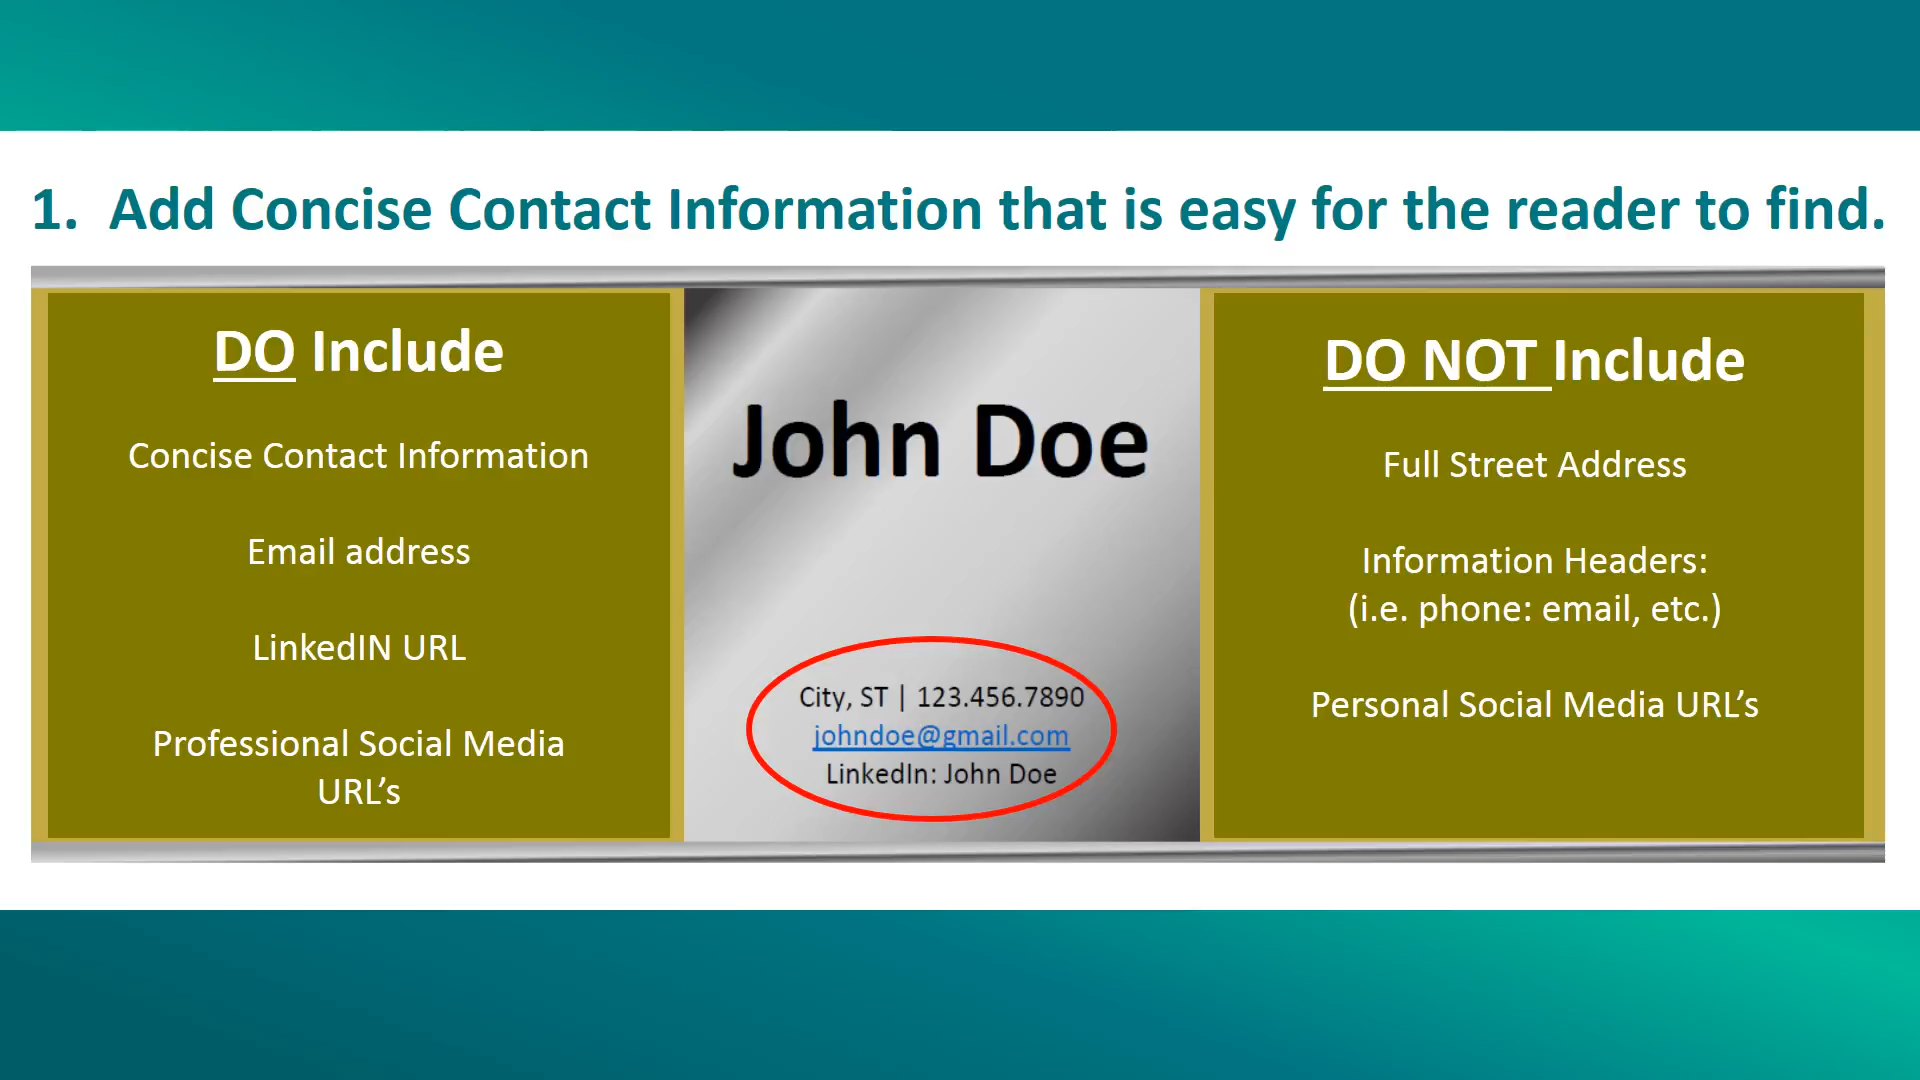 1. Add Concise Contact Information that is easy for the reader to find.
DO Include
Concise Contact Information
Email address
LinkedIN URL
Professional Social Media
URL’s
John Doe
City, ST | 123.456.7890
johndoe@gmail.com
LinkedIn: John Doe
DO NOT Include
Full Street Address
Information Headers:
(i.e. phone: email, etc.)
Personal Social Media URL’s